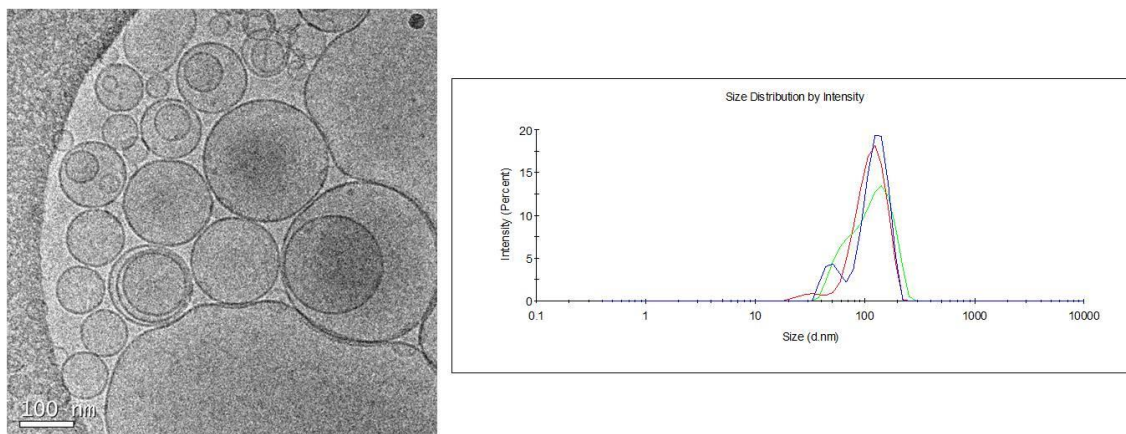 100 nm
Size Distribution by Intensity
20
15
10
5
0
Intensity (Percent)
0.1 1 10 100 1000 10000
Size (d.nm)